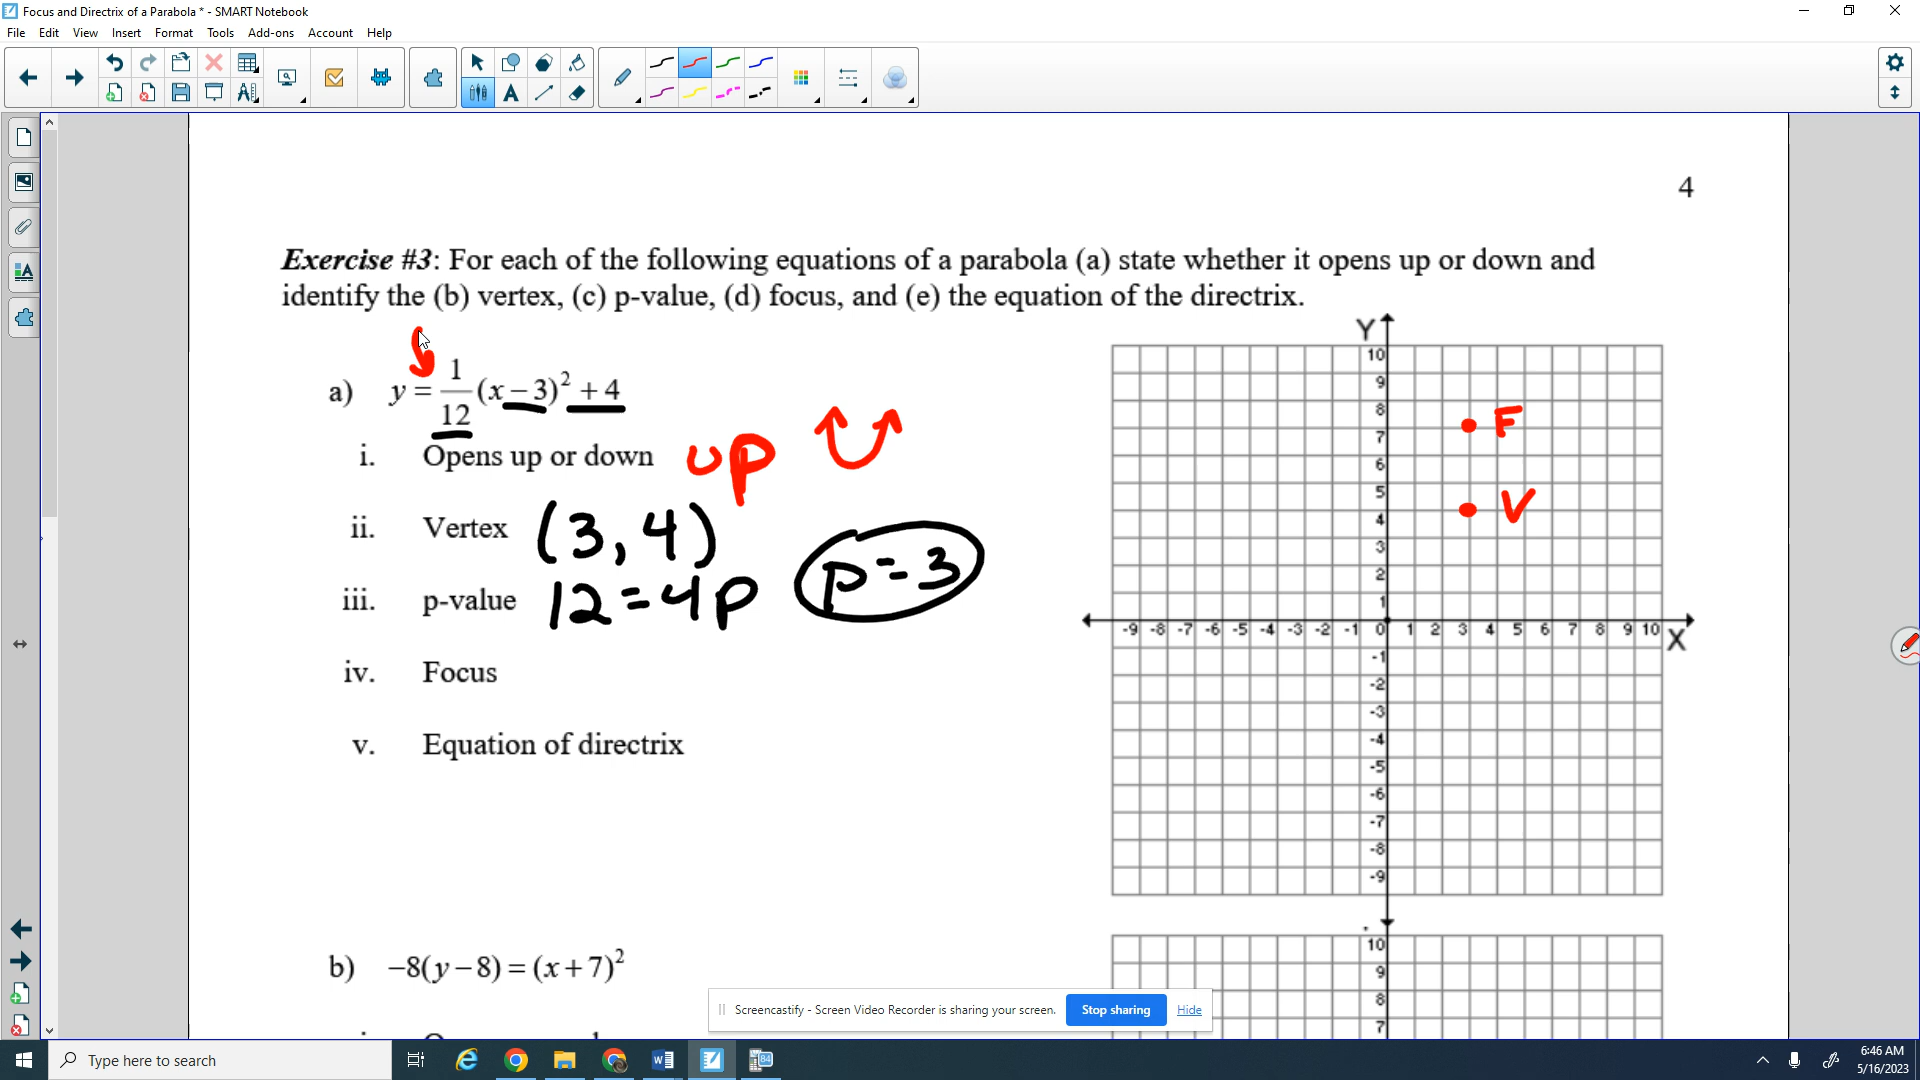 Focus and Directrix of a Parabola * - SMART Notebook
File Edit View Insert Format Tools Add-ons Account Help
4
Exercise #3: For each of the following equations of a parabola (a) state whether it opens up or down and
identify the (b) vertex, (c) p-value, (d) focus, and (e) the equation of the directrix.
a) y = 1/12 (x – 3)² + 4
i. Opens up or down up
ii. Vertex (3, 4)
iii. p-value 12 = 4p p = 3
iv. Focus
v. Equation of directrix
Y
10
9
8
7
6
5
4
3
2
1
-9 -8 -7 -6 -5 -4 -3 -2 -1 0 1 2 3 4 5 6 7 8 9 10 X
-1
-2
-3
-4
-5
-6
-7
-8
-9
F
V
b) –8(y – 8) = (x + 7)²
10
9
8
7
Screencastify - Screen Video Recorder is sharing your screen. Stop sharing Hide
Type here to search
84
6:46 AM
5/16/2023